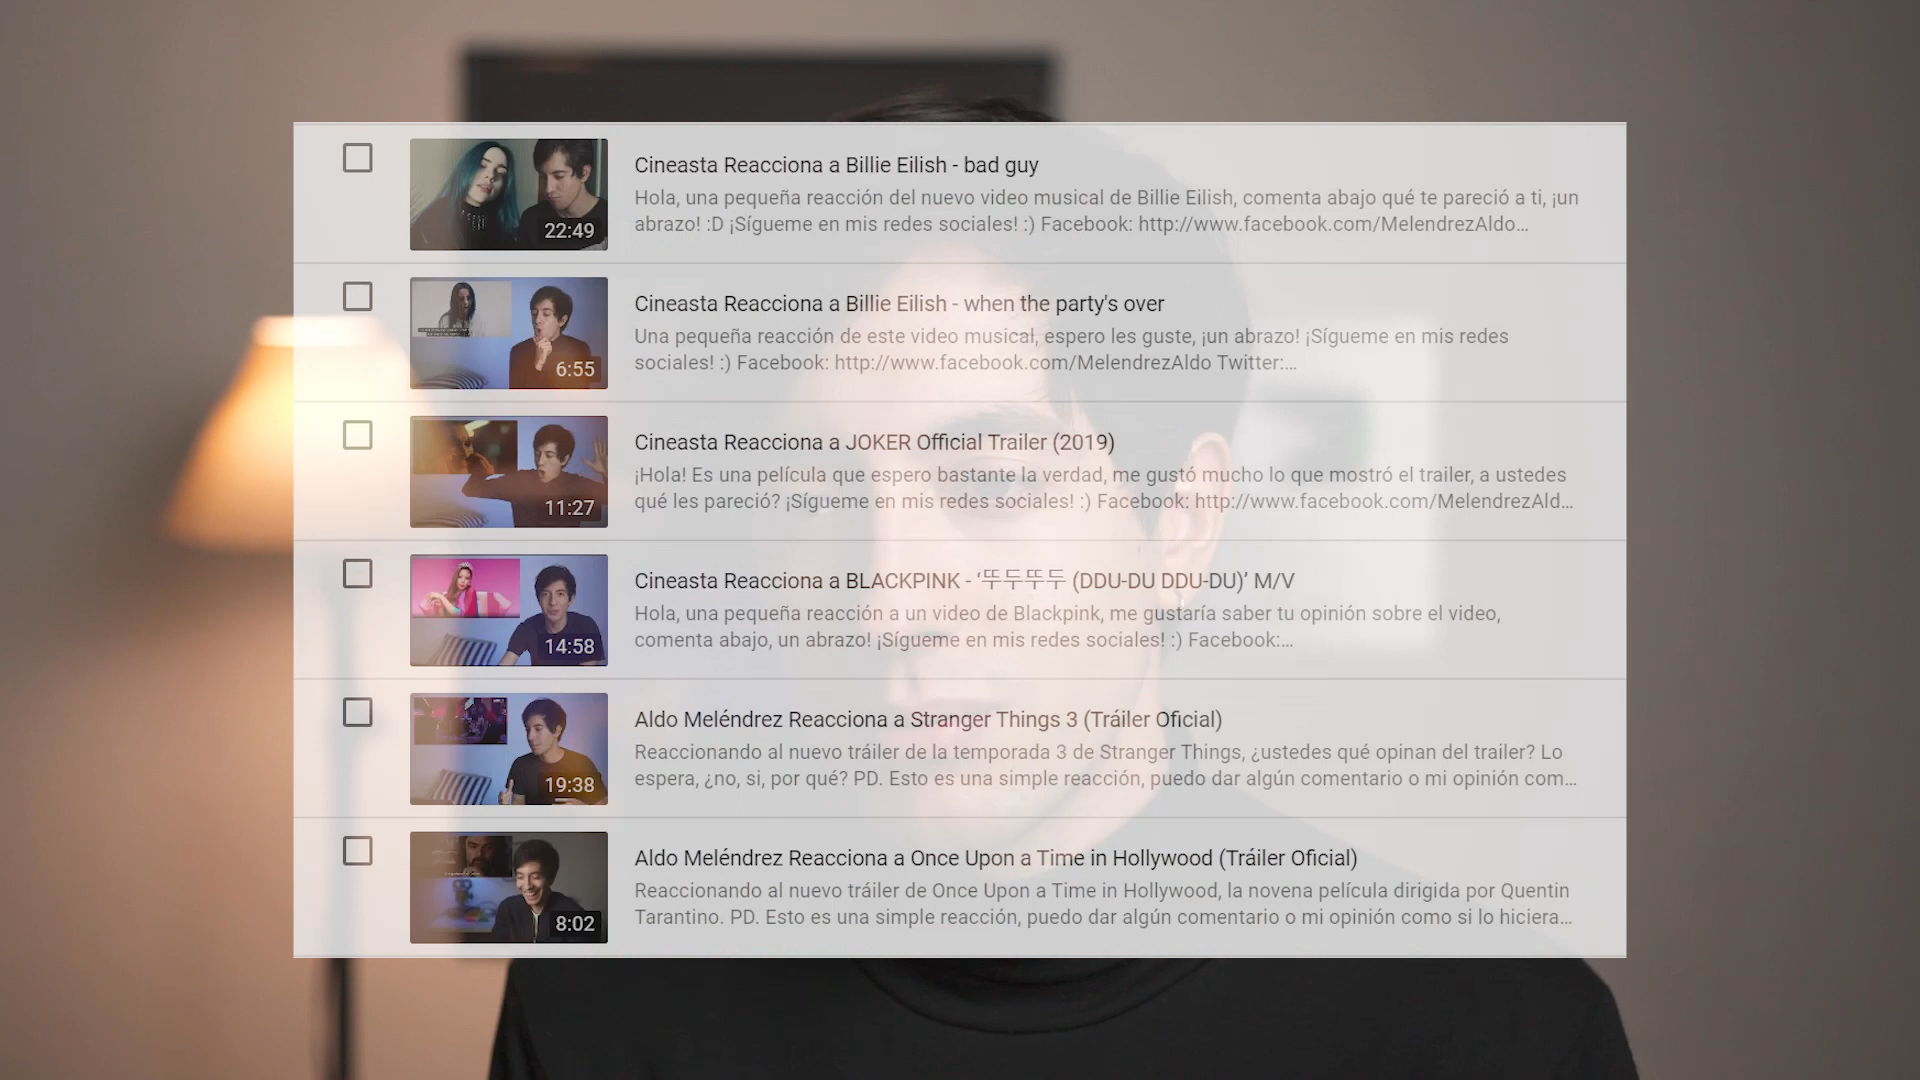 Cineasta Reacciona a Billie Eilish - bad guy
Hola, una pequeña reacción del nuevo video musical de Billie Eilish, comenta abajo qué te pareció a ti, ¡un
abrazo! :D ¡Sígueme en mis redes sociales! :) Facebook: http://www.facebook.com/MelendrezAldo…
22:49
Cineasta Reacciona a Billie Eilish - when the party's over
Una pequeña reacción de este video musical, espero les guste, ¡un abrazo! ¡Sígueme en mis redes
sociales! :) Facebook: http://www.facebook.com/MelendrezAldo Twitter:…
6:55
Cineasta Reacciona a JOKER Official Trailer (2019)
¡Hola! Es una película que espero bastante la verdad, me gustó mucho lo que mostró el trailer, a ustedes
qué les pareció? ¡Sígueme en mis redes sociales! :) Facebook: http://www.facebook.com/MelendrezAld…
11:27
Cineasta Reacciona a BLACKPINK - ‘뚜두뚜두 (DDU-DU DDU-DU)’ M/V
Hola, una pequeña reacción a un video de Blackpink, me gustaría saber tu opinión sobre el video,
comenta abajo, un abrazo! ¡Sígueme en mis redes sociales! :) Facebook:…
14:58
Aldo Meléndrez Reacciona a Stranger Things 3 (Tráiler Oficial)
Reaccionando al nuevo tráiler de la temporada 3 de Stranger Things, ¿ustedes qué opinan del trailer? Lo
espera, ¿no, si, por qué? PD. Esto es una simple reacción, puedo dar algún comentario o mi opinión com…
19:38
Aldo Meléndrez Reacciona a Once Upon a Time in Hollywood (Tráiler Oficial)
Reaccionando al nuevo tráiler de Once Upon a Time in Hollywood, la novena película dirigida por Quentin
Tarantino. PD. Esto es una simple reacción, puedo dar algún comentario o mi opinión como si lo hiciera…
8:02